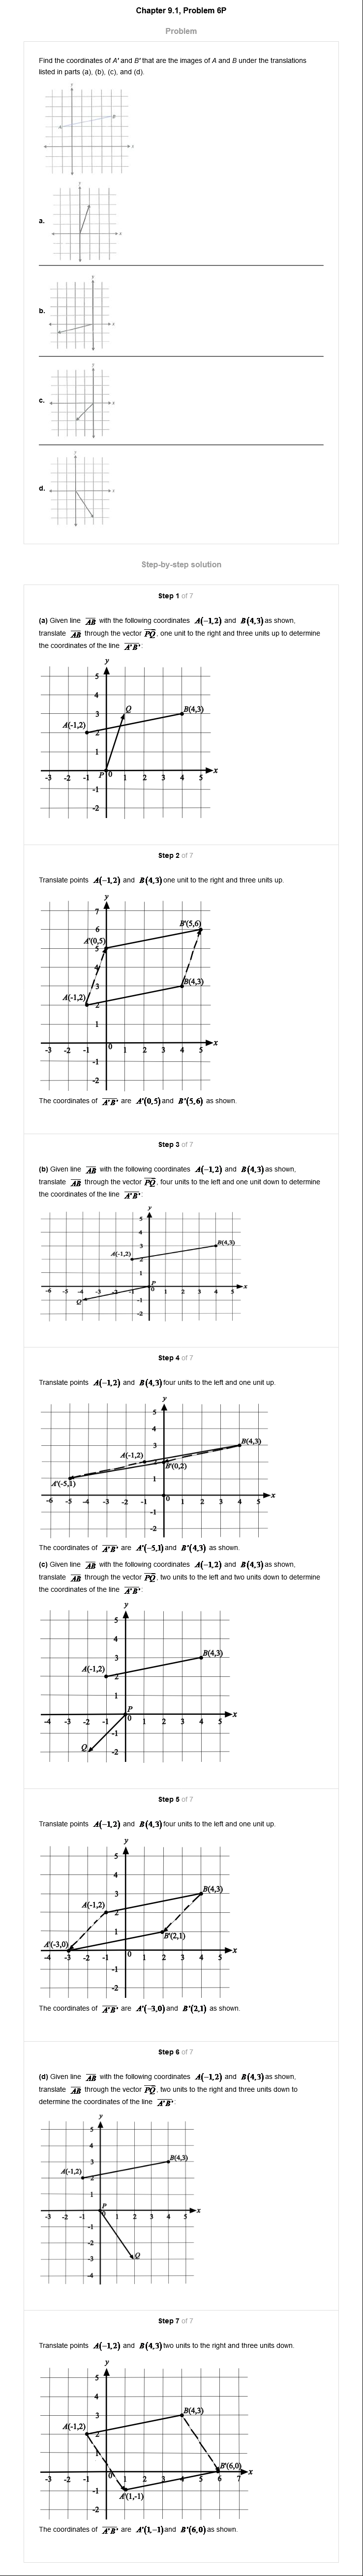 Chapter 9.1, Problem 6P
Problem
Find the coordinates of A' and B' that are the images of A and B under the translations
listed in parts (a), (b), (c), and (d).
a.
b.
c.
d.
Step-by-step solution
Step 1 of 7
(a) Given line AB with the following coordinates A(−1,2) and B(4,3) as shown,
translate AB through the vector PQ, one unit to the right and three units up to determine
the coordinates of the line A'B':
y
5
4
3 Q B(4,3)
A(-1,2) 2
1
-3 -2 -1 P 0 1 2 3 4 5 x
-1
-2
Step 2 of 7
Translate points A(−1,2) and B(4,3) one unit to the right and three units up.
y
7
6 B'(5,6)
A'(0,5) 5
4
3 B(4,3)
A(-1,2) 2
1
-3 -2 -1 0 1 2 3 4 5 x
-1
-2
The coordinates of A'B' are A'(0,5) and B'(5,6) as shown.
Step 3 of 7
(b) Given line AB with the following coordinates A(−1,2) and B(4,3) as shown,
translate AB through the vector PQ, four units to the left and one unit down to determine
the coordinates of the line A'B':
y
5
4
3 B(4,3)
A(-1,2) 2
1
P
-6 -5 -4 -3 -2 -1 0 1 2 3 4 5 x
Q -1
-2
Step 4 of 7
Translate points A(−1,2) and B(4,3) four units to the left and one unit up.
y
5
4
3 B(4,3)
A(-1,2) 2 B'(0,2)
A'(-5,1) 1
-6 -5 -4 -3 -2 -1 0 1 2 3 4 5 x
-1
-2
The coordinates of A'B' are A'(−5,1) and B'(4,3) as shown.
(c) Given line AB with the following coordinates A(−1,2) and B(4,3) as shown,
translate AB through the vector PQ, two units to the left and two units down to determine
the coordinates of the line A'B':
y
5
4
3 B(4,3)
A(-1,2) 2
1
P
-4 -3 -2 -1 0 1 2 3 4 5 x
-1
Q -2
Step 5 of 7
Translate points A(−1,2) and B(4,3) four units to the left and one unit up.
y
5
4
3 B(4,3)
A(-1,2) 2
1 B'(2,1)
A'(-3,0)
-4 -3 -2 -1 0 1 2 3 4 5 x
-1
-2
The coordinates of A'B' are A'(−3,0) and B'(2,1) as shown.
Step 6 of 7
(d) Given line AB with the following coordinates A(−1,2) and B(4,3) as shown,
translate AB through the vector PQ, two units to the right and three units down to
determine the coordinates of the line A'B':
y
5
4
3 B(4,3)
A(-1,2) 2
1
P
-3 -2 -1 0 1 2 3 4 5 x
-1
-2
-3 Q
-4
Step 7 of 7
Translate points A(−1,2) and B(4,3) two units to the right and three units down.
y
5
4
3 B(4,3)
A(-1,2) 2
1
B'(6,0)
-3 -2 -1 0 1 2 3 4 5 6 7 x
-1 A'(1,-1)
-2
The coordinates of A'B' are A'(1,−1) and B'(6,0) as shown.